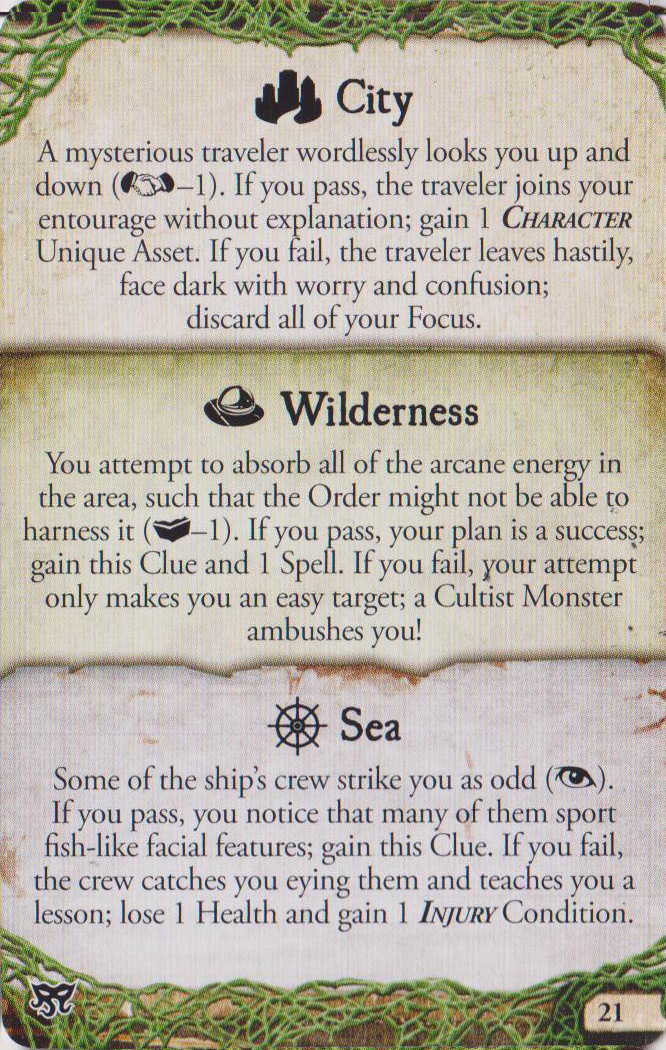 City
A mysterious traveler wordlessly looks you up and
down (–1). If you pass, the traveler joins your
entourage without explanation; gain 1 CHARACTER
Unique Asset. If you fail, the traveler leaves hastily,
face dark with worry and confusion;
discard all of your Focus.
Wilderness
You attempt to absorb all of the arcane energy in
the area, such that the Order might not be able to
harness it (–1). If you pass, your plan is a success;
gain this Clue and 1 Spell. If you fail, your attempt
only makes you an easy target; a Cultist Monster
ambushes you!
Sea
Some of the ship's crew strike you as odd ().
If you pass, you notice that many of them sport
fish-like facial features; gain this Clue. If you fail,
the crew catches you eying them and teaches you a
lesson; lose 1 Health and gain 1 INJURY Condition.
21